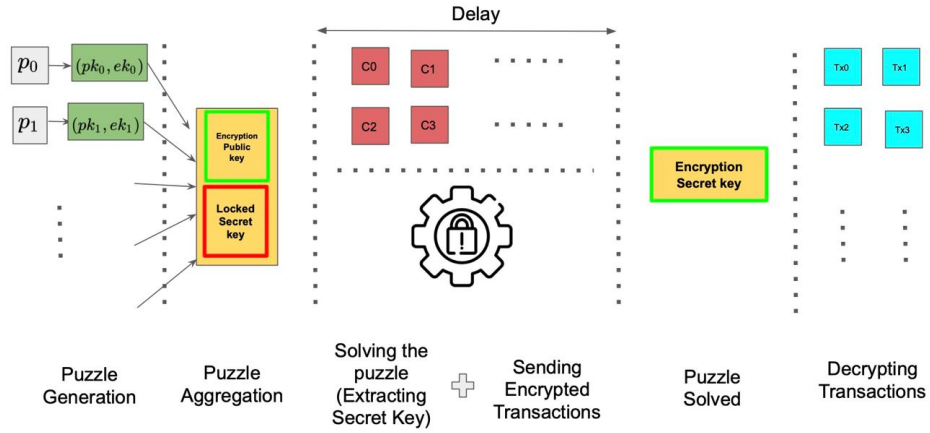 Delay
p₀
(pk₀, ek₀)
p₁
(pk₁, ek₁)
Encryption
Public
key
Locked
Secret
key
C0
C1
C2
C3
Encryption
Secret key
Tx0
Tx1
Tx2
Tx3
Puzzle
Generation
Puzzle
Aggregation
Solving the
puzzle
(Extracting
Secret Key)
Sending
Encrypted
Transactions
Puzzle
Solved
Decrypting
Transactions